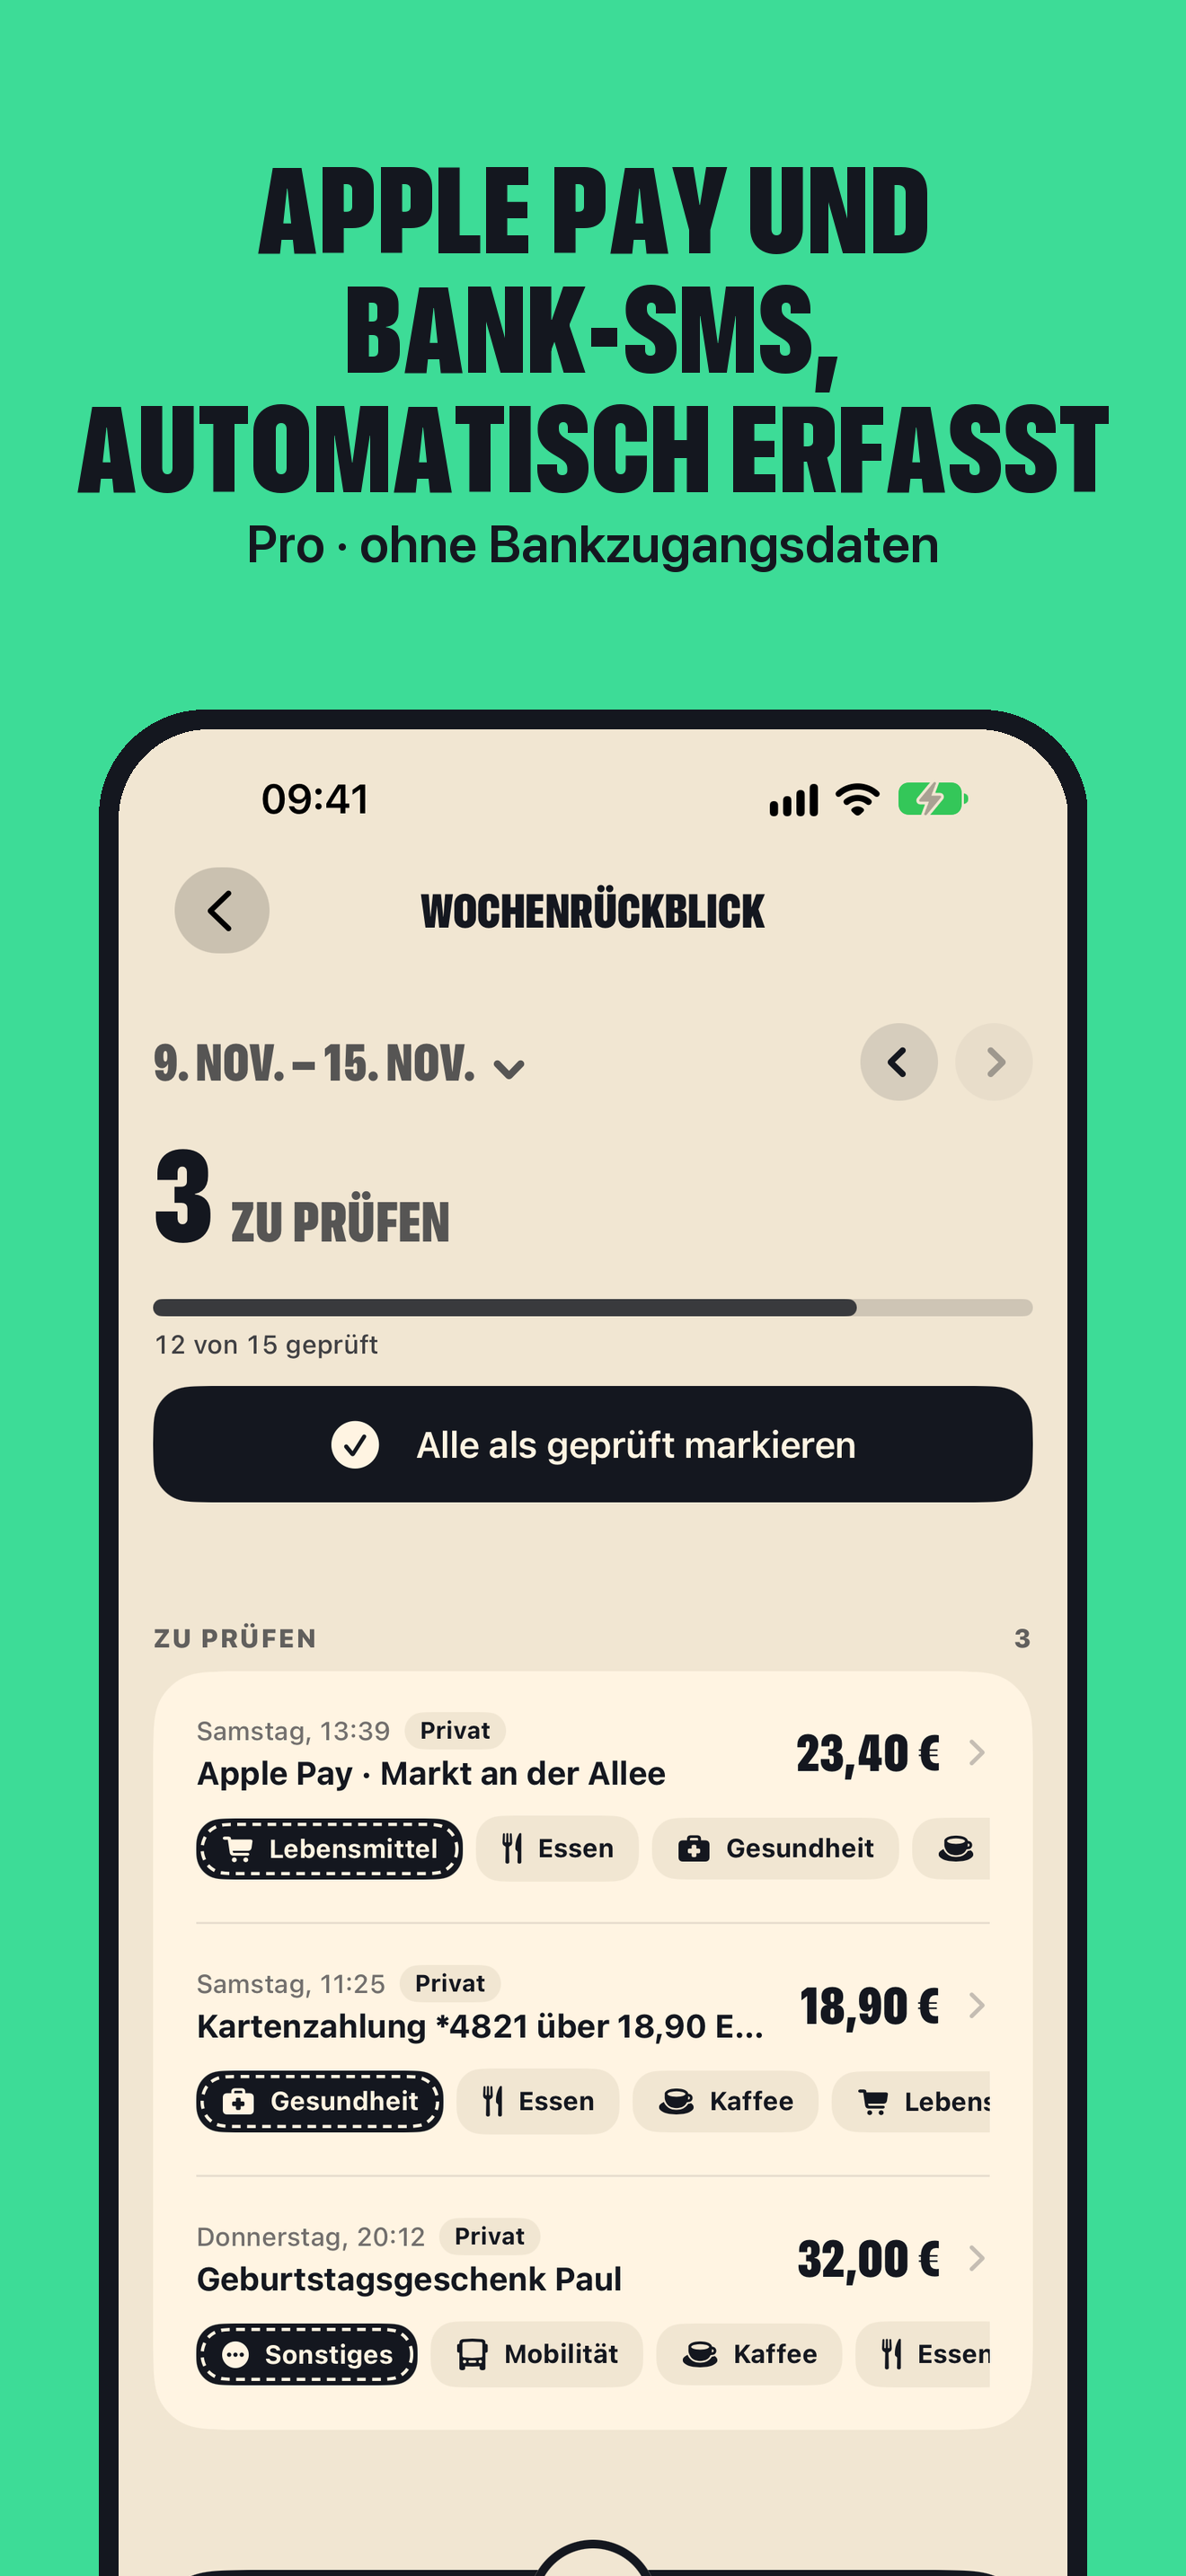 APPLE PAY UND
BANK-SMS,
AUTOMATISCH ERFASST
Pro · ohne Bankzugangsdaten
09:41
WOCHENRÜCKBLICK
9. NOV. – 15. NOV.
3 ZU PRÜFEN
12 von 15 geprüft
Alle als geprüft markieren
ZU PRÜFEN 3
Samstag, 13:39 Privat
Apple Pay · Markt an der Allee 23,40 €
Lebensmittel Essen Gesundheit
Samstag, 11:25 Privat
Kartenzahlung *4821 über 18,90 E... 18,90 €
Gesundheit Essen Kaffee Lebens
Donnerstag, 20:12 Privat
Geburtstagsgeschenk Paul 32,00 €
Sonstiges Mobilität Kaffee Essen